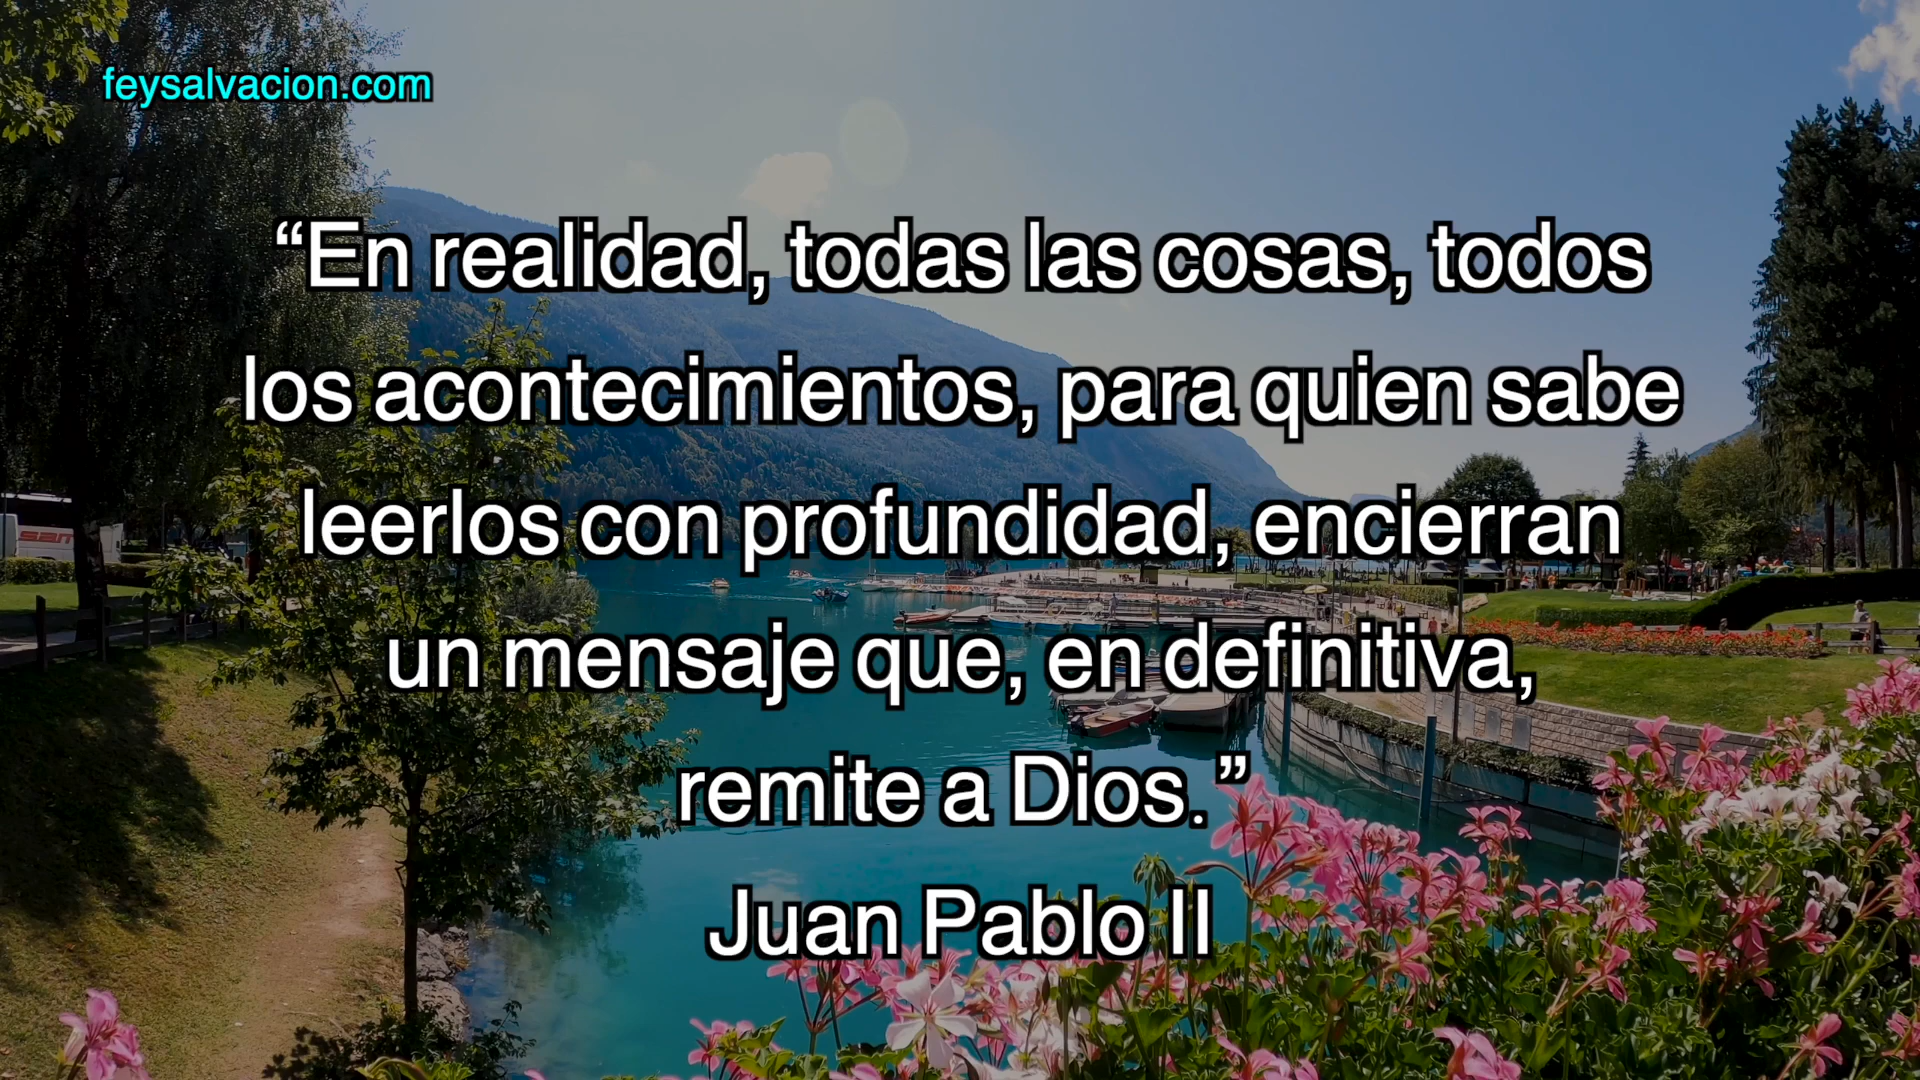 feysalvacion.com
“En realidad, todas las cosas, todos
los acontecimientos, para quien sabe
leerlos con profundidad, encierran
un mensaje que, en definitiva,
remite a Dios.”
Juan Pablo II
san